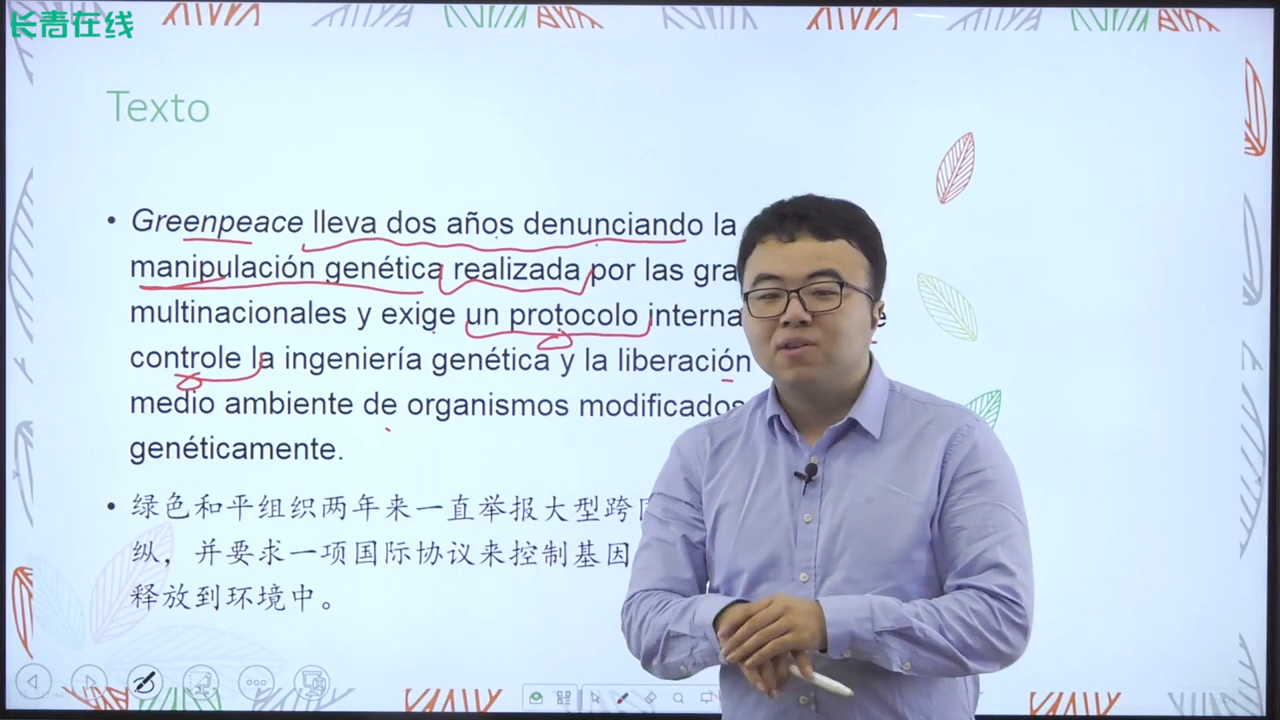 长青在线
Texto
• Greenpeace lleva dos años denunciando la
manipulación genética realizada por las
multinacionales y exige un protocolo
controle la ingeniería genética y la liberación
medio ambiente de organismos modificados
genéticamente.
• 绿色和平组织两年来一直举报大型跨
纵，并要求一项国际协议来控制基因
释放到环境中。